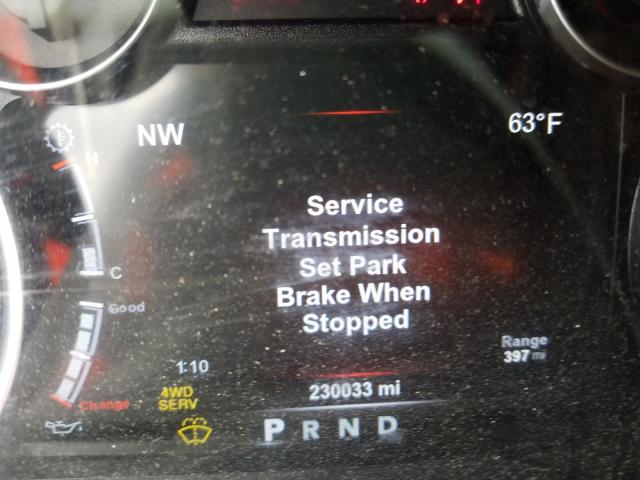 NW
63°F
H
C
Service
Transmission
Set Park
Brake When
Stopped
Good
Change
Range
397 mi
1:10
230033 mi
4WD
SERV
P R N D